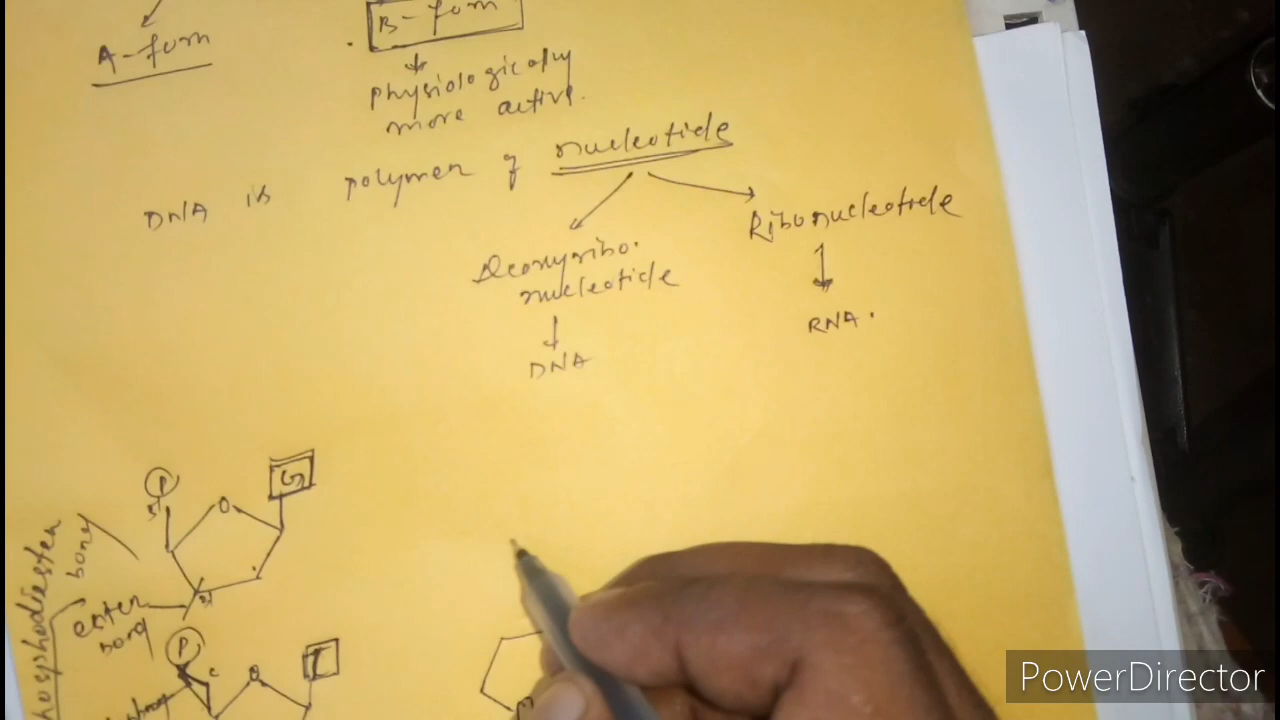 A-form
B-form
physiologically
more active.
DNA is polymer of nucleotide
Deoxyribo.
nucleotide
DNA
Ribonucleotide
RNA.
P
5'
O
G
3'
bond
ester
bond
P
C
O
PowerDirector